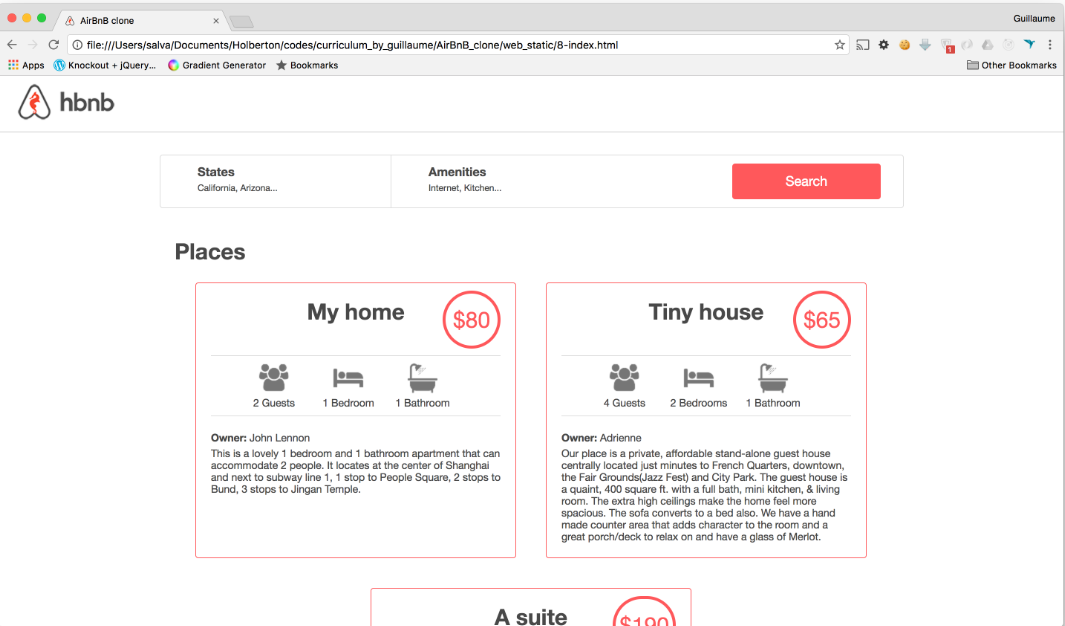 AirBnB clone
Guillaume
file:///Users/salva/Documents/Holberton/codes/curriculum_by_guillaume/AirBnB_clone/web_static/8-index.html
1
Apps Knockout + jQuery... Gradient Generator Bookmarks Other Bookmarks
hbnb
States
California, Arizona...
Amenities
Internet, Kitchen...
Search
Places
My home
$80
2 Guests 1 Bedroom 1 Bathroom
Owner: John Lennon
This is a lovely 1 bedroom and 1 bathroom apartment that can
accommodate 2 people. It locates at the center of Shanghai
and next to subway line 1, 1 stop to People Square, 2 stops to
Bund, 3 stops to Jingan Temple.
Tiny house
$65
4 Guests 2 Bedrooms 1 Bathroom
Owner: Adrienne
Our place is a private, affordable stand-alone guest house
centrally located just minutes to French Quarters, downtown,
the Fair Grounds(Jazz Fest) and City Park. The guest house is
a quaint, 400 square ft. with a full bath, mini kitchen, & living
room. The extra high ceilings make the home feel more
spacious. The sofa converts to a bed also. We have a hand
made counter area that adds character to the room and a
great porch/deck to relax on and have a glass of Merlot.
A suite
$190